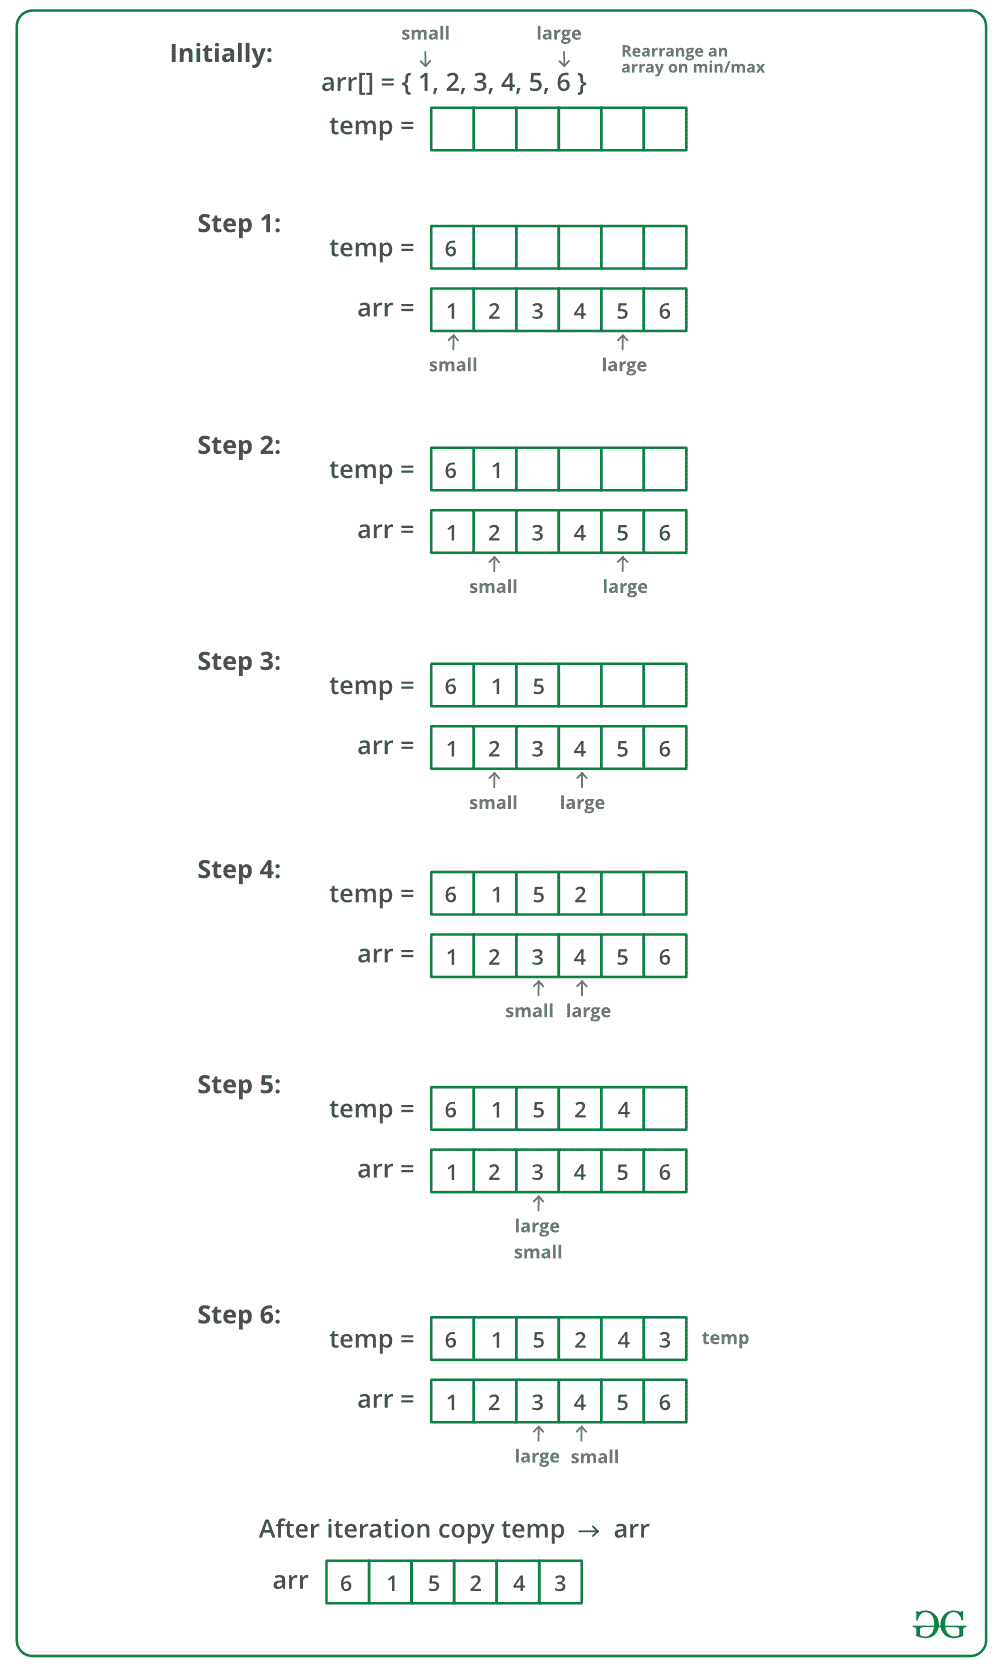 small large
Initially:
Rearrange an
array on min/max
↓ ↓
arr[] = { 1, 2, 3, 4, 5, 6 }
temp =
Step 1:
temp = 6
arr = 1 2 3 4 5 6
↑ ↑
small large
Step 2:
temp = 6 1
arr = 1 2 3 4 5 6
↑ ↑
small large
Step 3:
temp = 6 1 5
arr = 1 2 3 4 5 6
↑ ↑
small large
Step 4:
temp = 6 1 5 2
arr = 1 2 3 4 5 6
↑ ↑
small large
Step 5:
temp = 6 1 5 2 4
arr = 1 2 3 4 5 6
↑
large
small
Step 6:
temp = 6 1 5 2 4 3 temp
arr = 1 2 3 4 5 6
↑ ↑
large small
After iteration copy temp → arr
arr 6 1 5 2 4 3